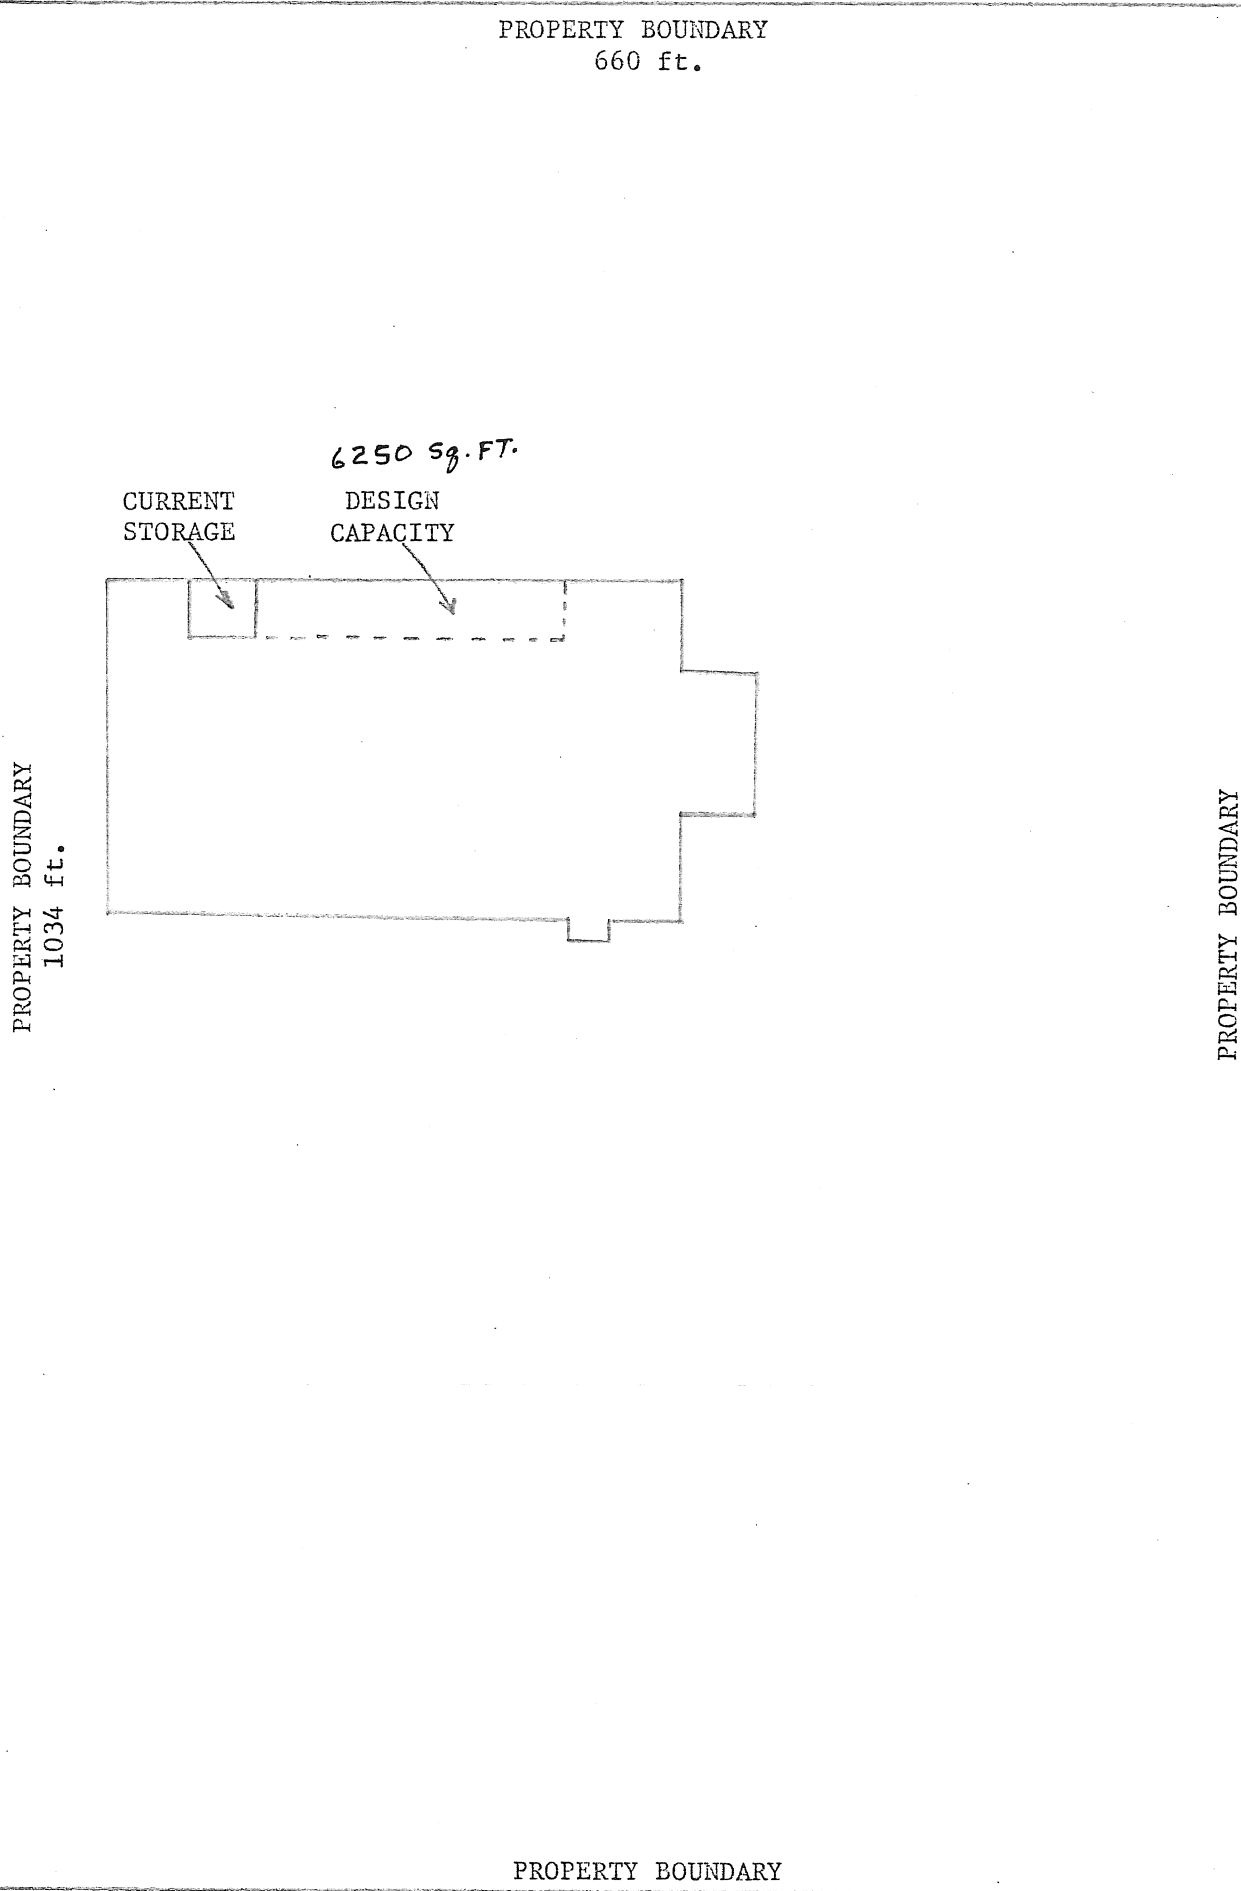 PROPERTY BOUNDARY
660 ft.
6250 Sq. FT.
CURRENT
STORAGE
DESIGN
CAPACITY
PROPERTY BOUNDARY
1034 ft.
PROPERTY BOUNDARY
PROPERTY BOUNDARY